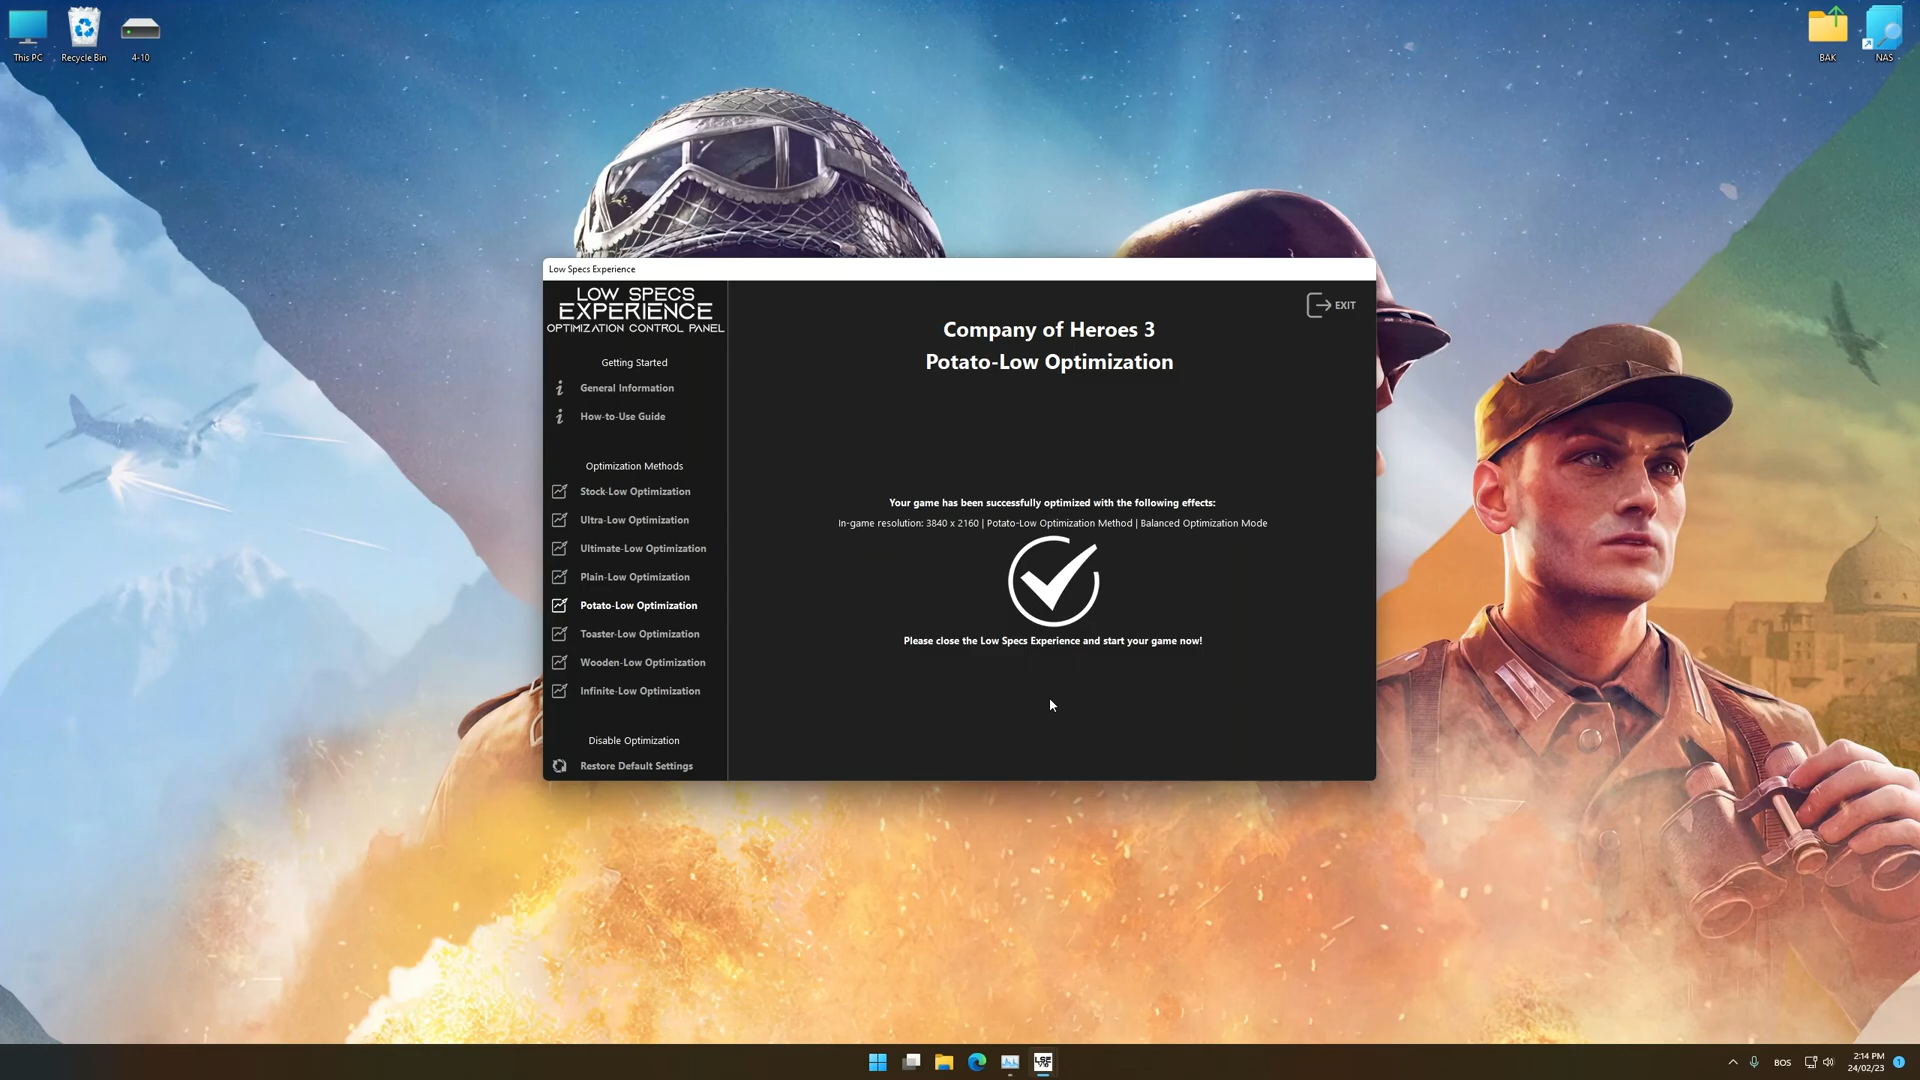 This PC
Recycle Bin
4-10
BAK
NAS
Low Specs Experience
LOW SPECS
EXPERIENCE
OPTIMIZATION CONTROL PANEL
Getting Started
General Information
How-to-Use Guide
Optimization Methods
Stock-Low Optimization
Ultra-Low Optimization
Ultimate-Low Optimization
Plain-Low Optimization
Potato-Low Optimization
Toaster-Low Optimization
Wooden-Low Optimization
Infinite-Low Optimization
Disable Optimization
Restore Default Settings
EXIT
Company of Heroes 3
Potato-Low Optimization
Your game has been successfully optimized with the following effects:
In-game resolution: 3840 x 2160 | Potato-Low Optimization Method | Balanced Optimization Mode
Please close the Low Specs Experience and start your game now!
LSE
BOS
2:14 PM
24/02/23
1